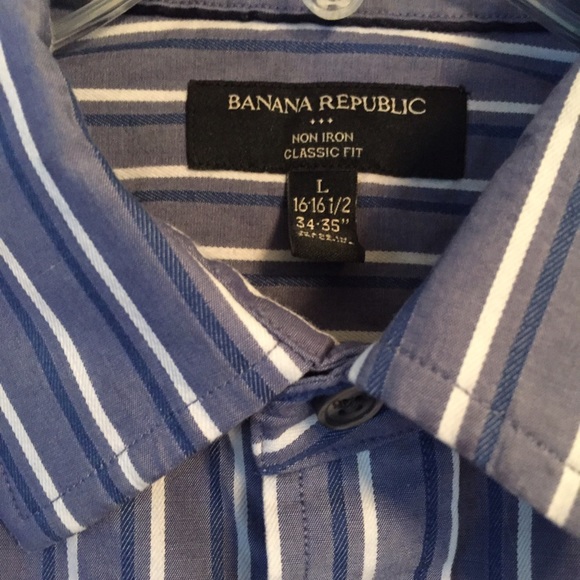 BANANA REPUBLIC
NON IRON
CLASSIC FIT
L
16·16 1/2
34·35"